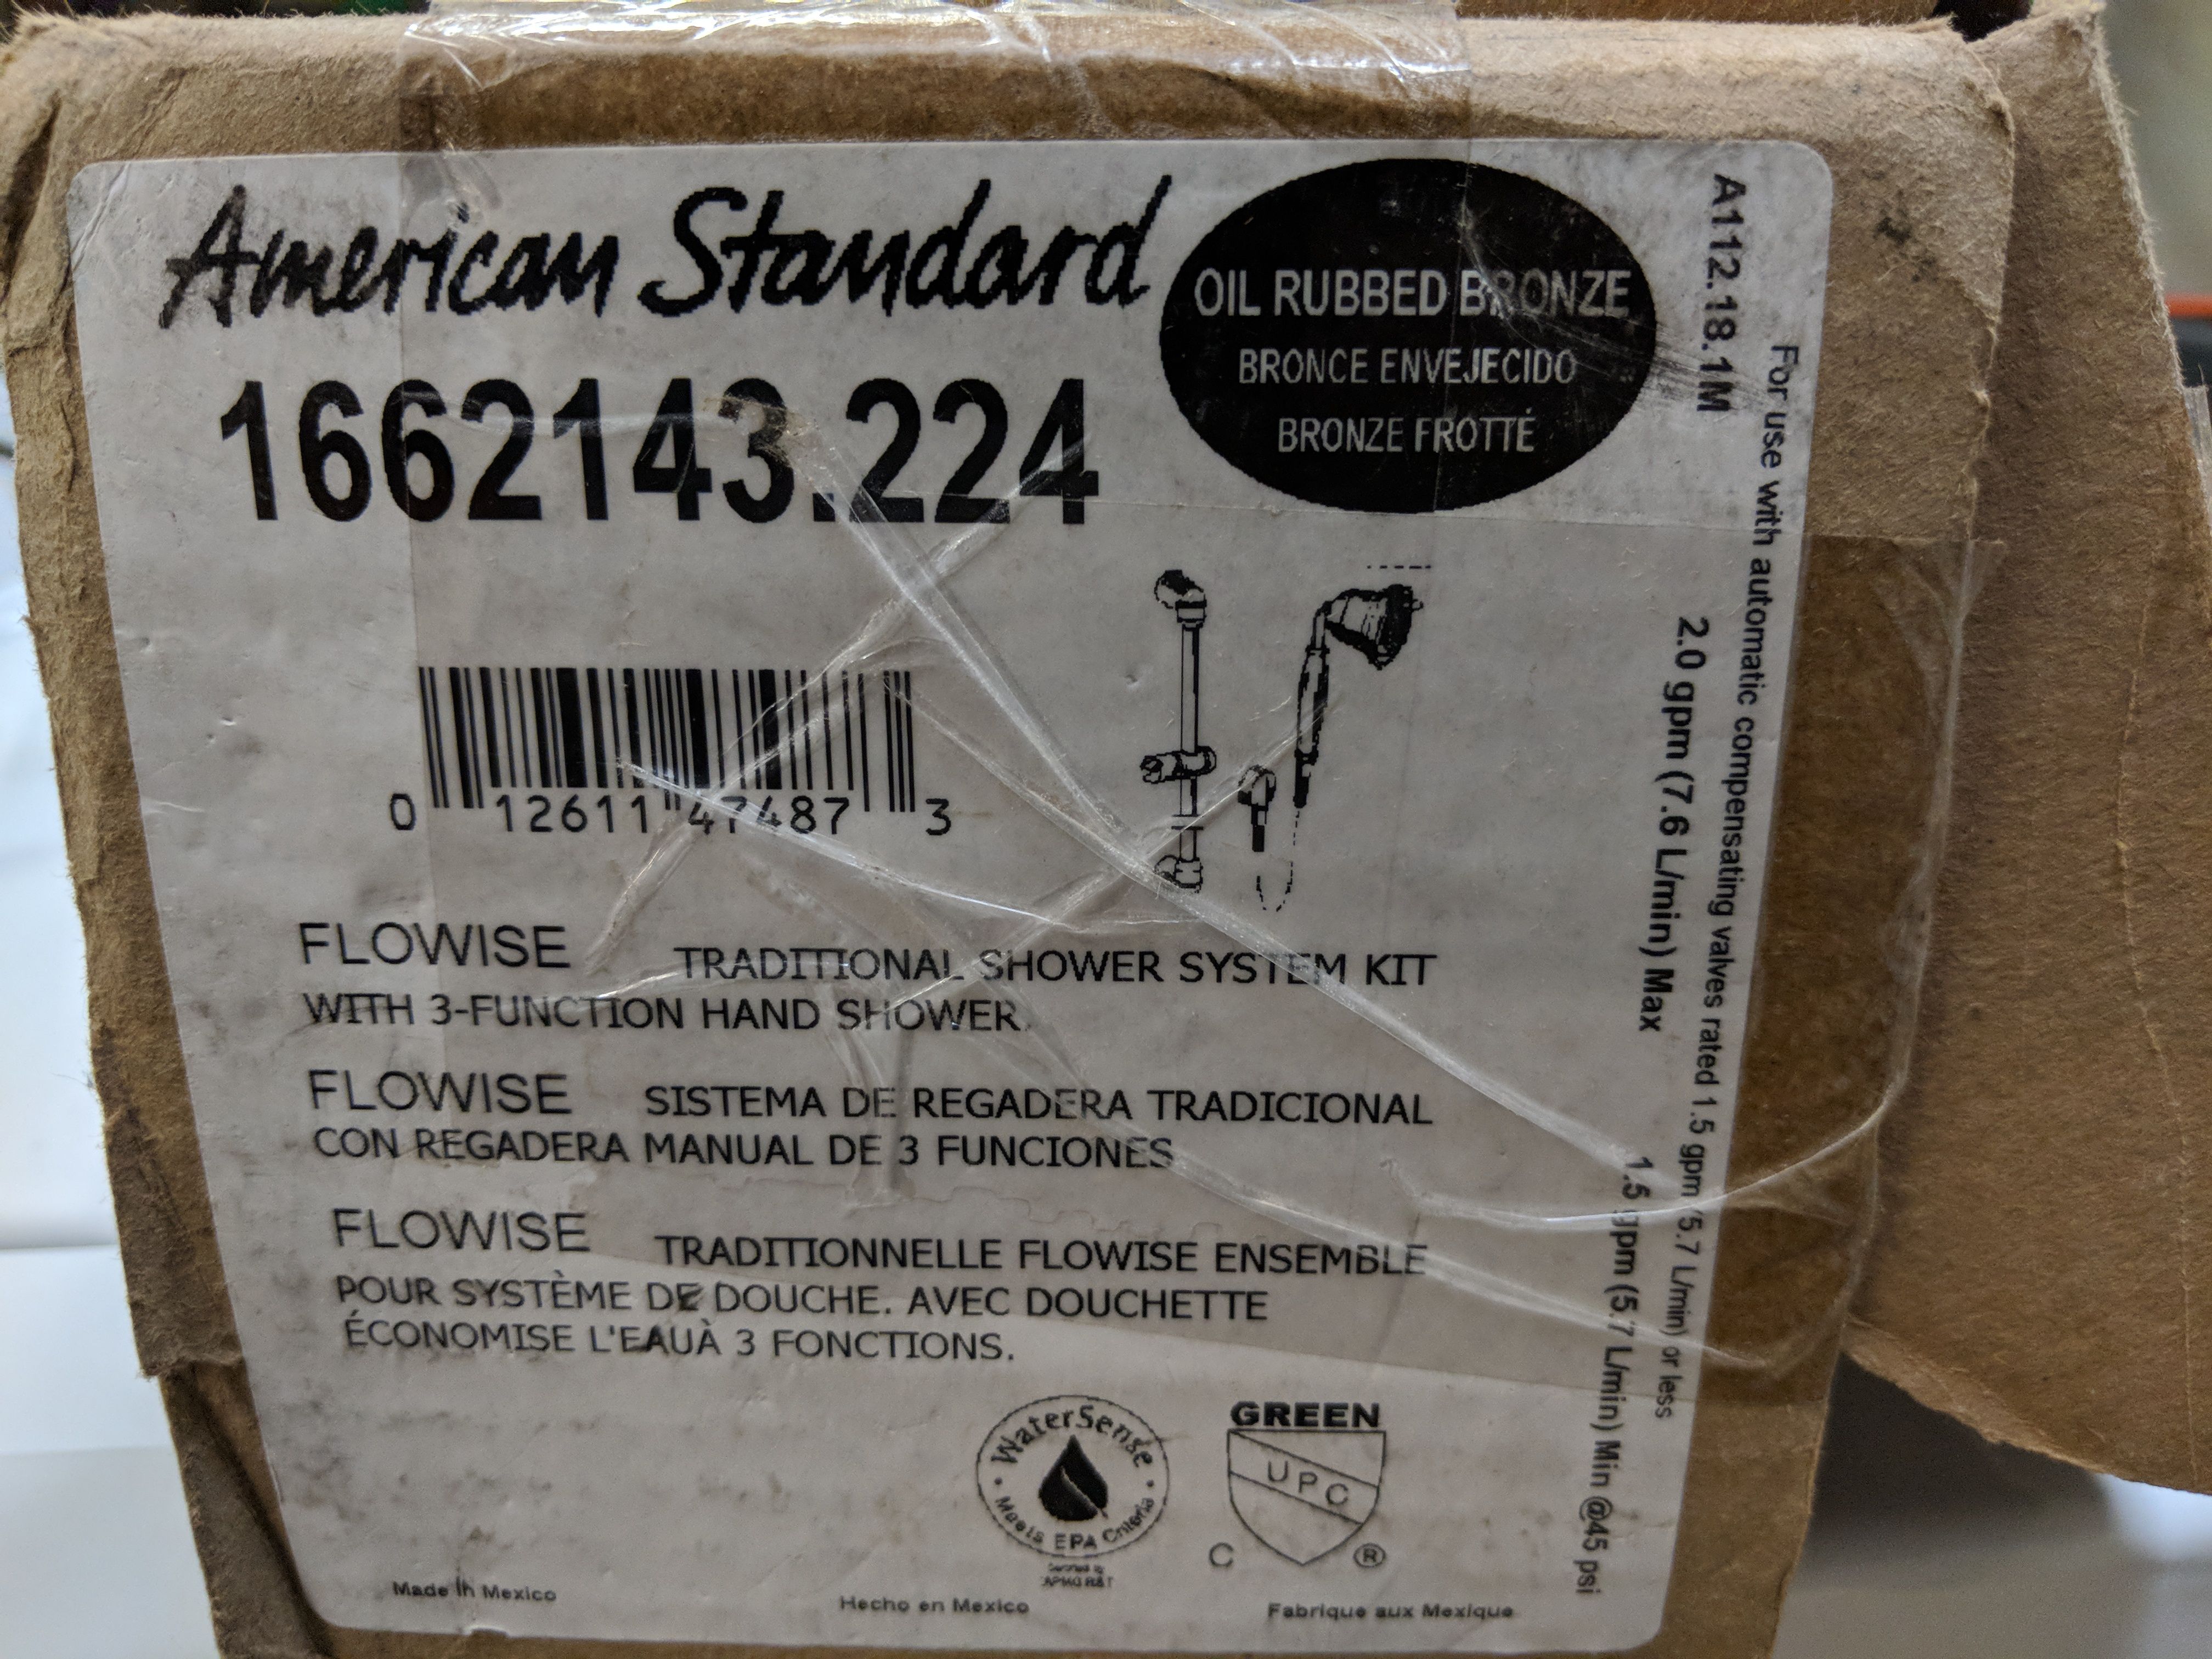 American Standard
OIL RUBBED BRONZE
BRONCE ENVEJECIDO
BRONZE FROTTÉ
1662143.224
0 12611 47487 3
FLOWISE TRADITIONAL SHOWER SYSTEM KIT
WITH 3-FUNCTION HAND SHOWER.
FLOWISE SISTEMA DE REGADERA TRADICIONAL
CON REGADERA MANUAL DE 3 FUNCIONES
FLOWISE TRADITIONNELLE FLOWISE ENSEMBLE
POUR SYSTÈME DE DOUCHE. AVEC DOUCHETTE
ÉCONOMISE L'EAUÀ 3 FONCTIONS.
WaterSense
Meets EPA Criteria
Certified by
IAPMO R&T
GREEN
UPC
C ®
Made in Mexico
Hecho en Mexico
Fabrique aux Mexique
For use with automatic compensating valves rated 1.5 gpm (5.7 L/min) or less
A112.18.1M
2.0 gpm (7.6 L/min) Max
1.5 gpm (5.7 L/min) Min @45 psi